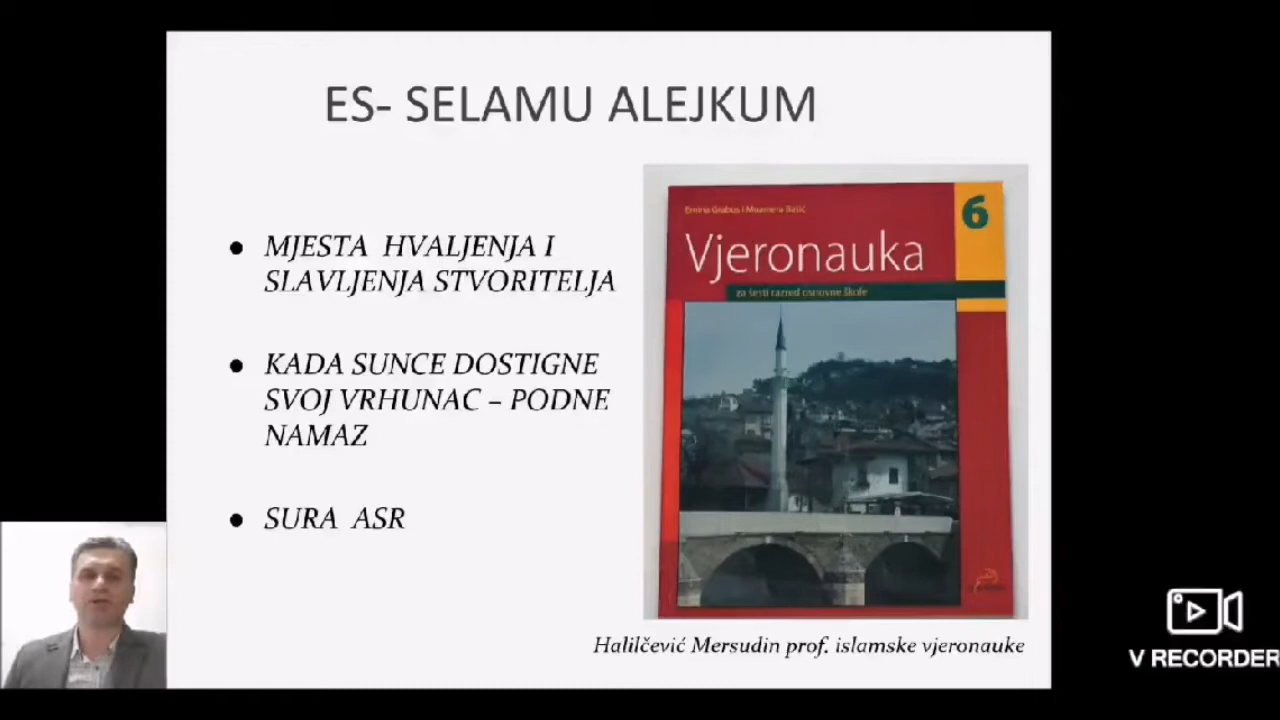 ES- SELAMU ALEJKUM
MJESTA HVALJENJA I
SLAVLJENJA STVORITELJA
KADA SUNCE DOSTIGNE
SVOJ VRHUNAC – PODNE
NAMAZ
SURA ASR
6
Vjeronauka
za šesti razred osnovne škole
Halilčević Mersudin prof. islamske vjeronauke
V RECORDER